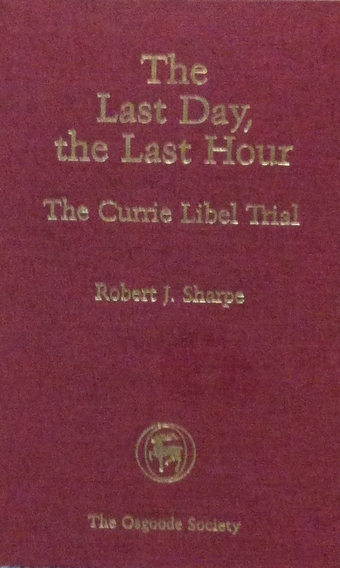 The
Last Day,
the Last Hour
The Currie Libel Trial
Robert J. Sharpe
The Osgoode Society